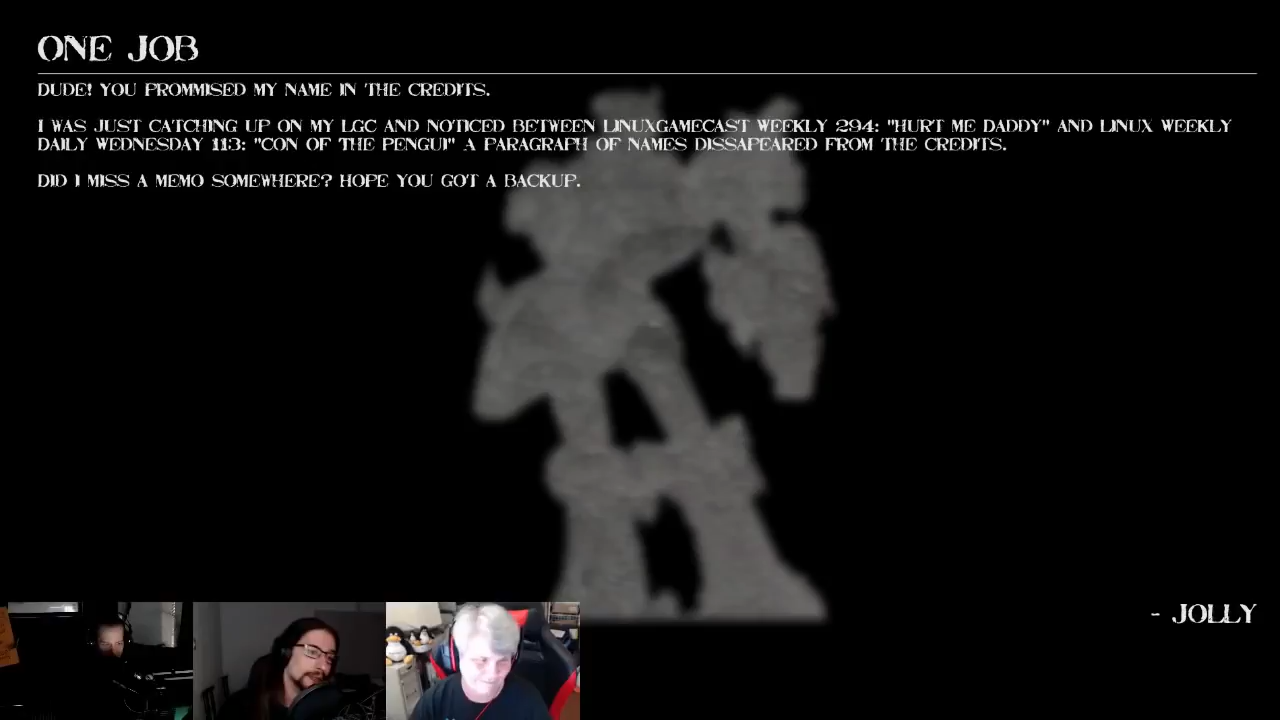 ONE JOB
DUDE! YOU PROMMISED MY NAME IN THE CREDITS.
I WAS JUST CATCHING UP ON MY LGC AND NOTICED BETWEEN LINUXGAMECAST WEEKLY 294: "HURT ME DADDY" AND LINUX WEEKLY
DAILY WEDNESDAY 113: "CON OF THE PENGUI" A PARAGRAPH OF NAMES DISSAPEARED FROM THE CREDITS.
DID I MISS A MEMO SOMEWHERE? HOPE YOU GOT A BACKUP.
- JOLLY